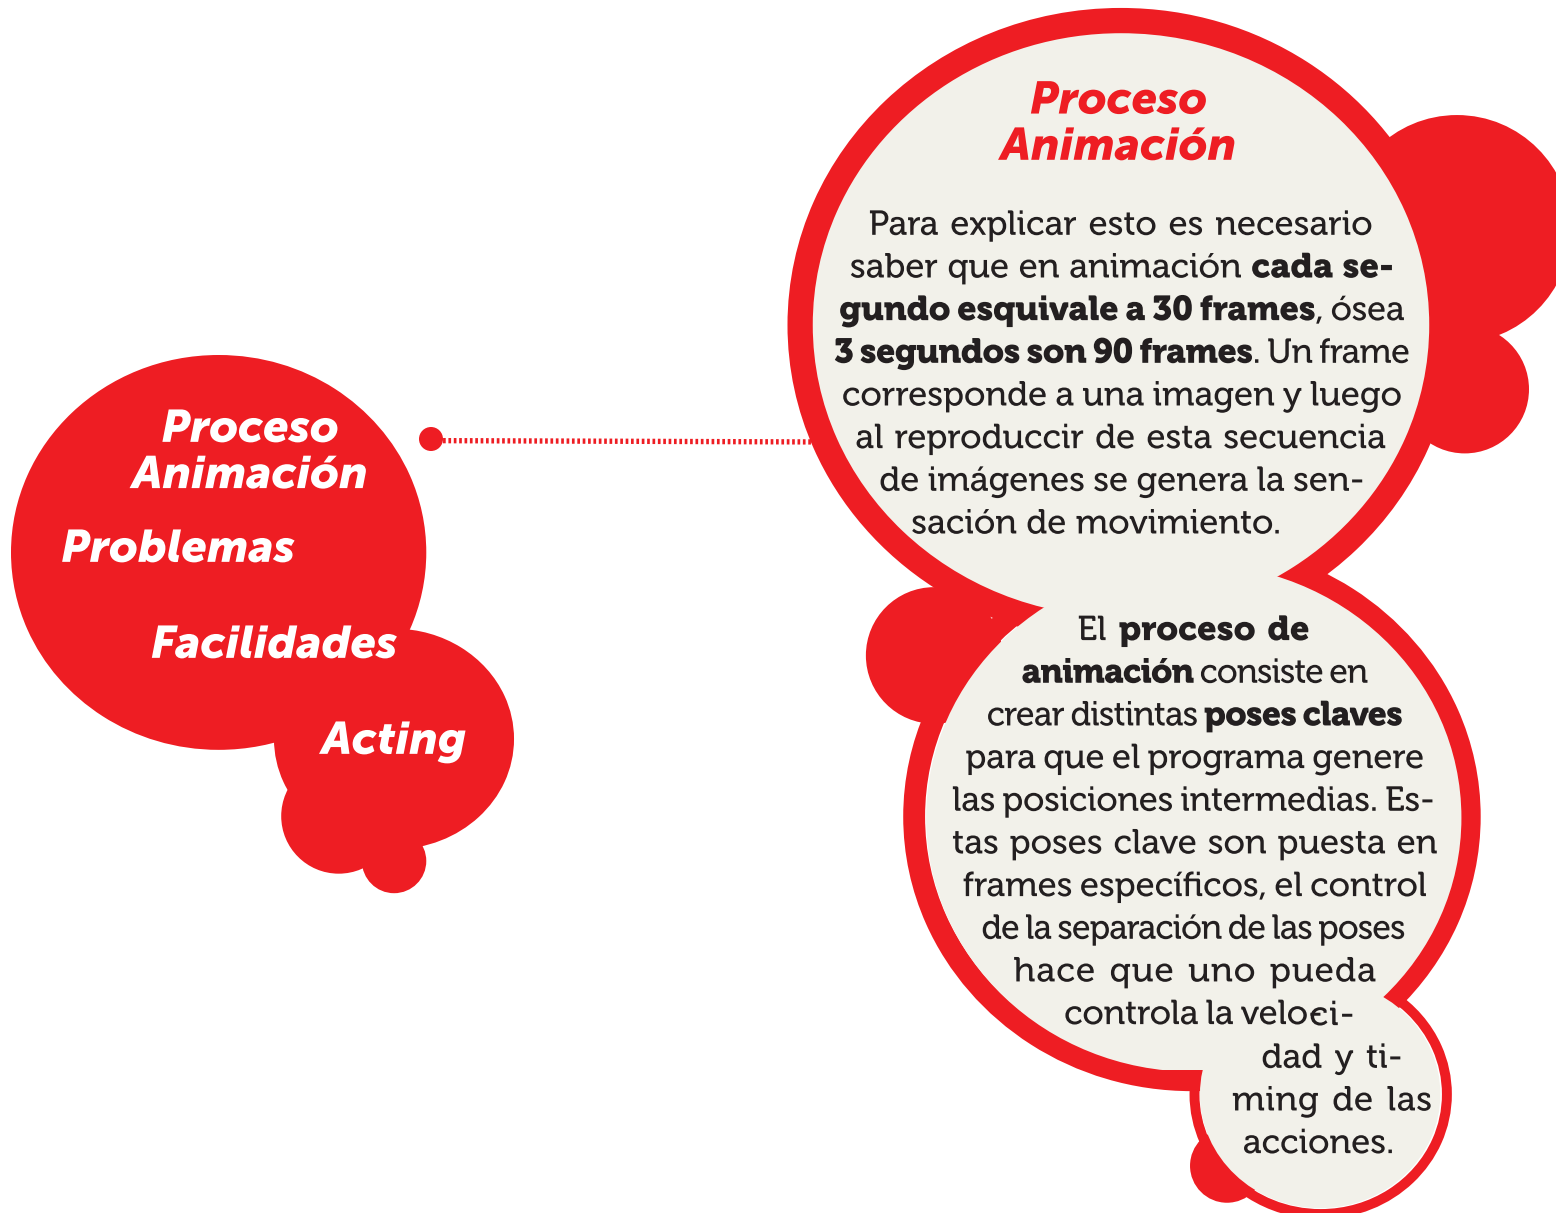 Proceso
Animación
Problemas
Facilidades
Acting
Proceso
Animación
Para explicar esto es necesario
saber que en animación cada se-
gundo esquivale a 30 frames, ósea
3 segundos son 90 frames. Un frame
corresponde a una imagen y luego
al reproduccir de esta secuencia
de imágenes se genera la sen-
sación de movimiento.
El proceso de
animación consiste en
crear distintas poses claves
para que el programa genere
las posiciones intermedias. Es-
tas poses clave son puesta en
frames específicos, el control
de la separación de las poses
hace que uno pueda
controla la veloci-
dad y ti-
ming de las
acciones.